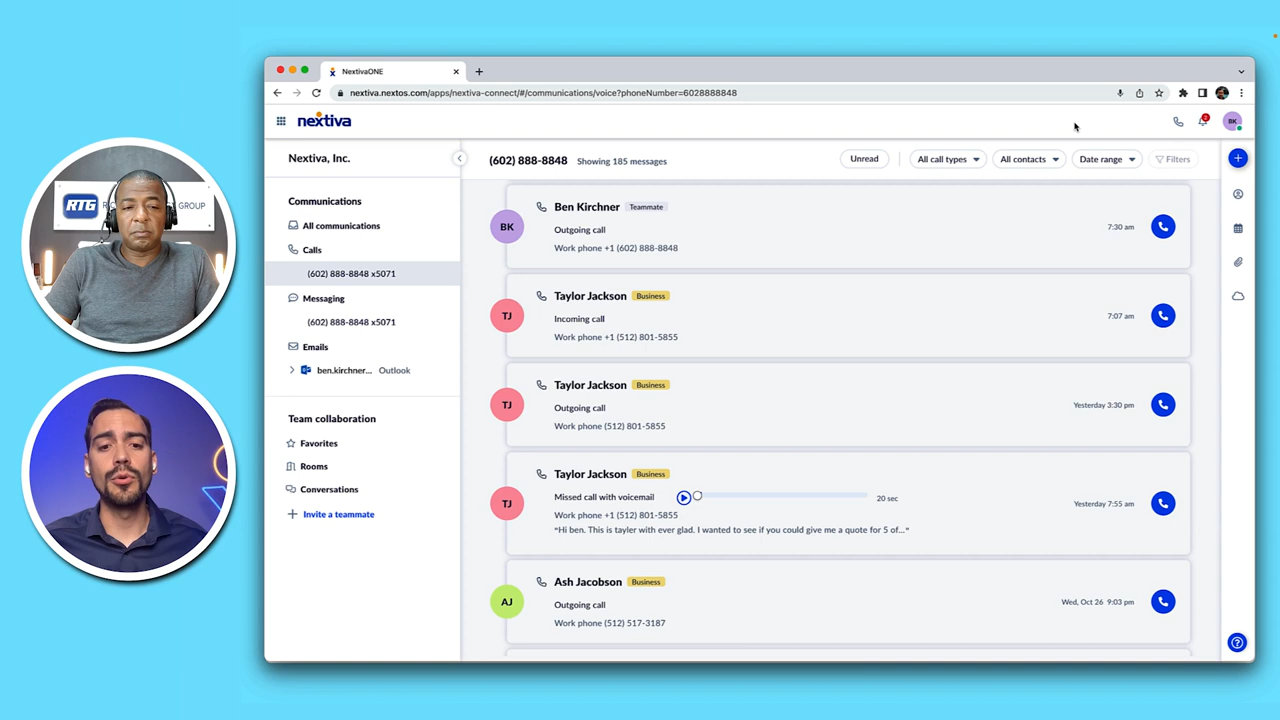 NextivaONE
nextiva.nextos.com/apps/nextiva-connect/#/communications/voice?phoneNumber=6028888848
nextiva
2
BK
Nextiva, Inc.
Communications
All communications
Calls
(602) 888-8848 x5071
Messaging
(602) 888-8848 x5071
Emails
ben.kirchner... Outlook
Team collaboration
Favorites
Rooms
Conversations
Invite a teammate
(602) 888-8848 Showing 185 messages
Unread All call types All contacts Date range Filters
BK
Ben Kirchner Teammate
Outgoing call
Work phone +1 (602) 888-8848
7:30 am
TJ
Taylor Jackson Business
Incoming call
Work phone +1 (512) 801-5855
7:07 am
TJ
Taylor Jackson Business
Outgoing call
Work phone (512) 801-5855
Yesterday 3:30 pm
TJ
Taylor Jackson Business
Missed call with voicemail 20 sec
Work phone +1 (512) 801-5855
"Hi ben. This is tayler with ever glad. I wanted to see if you could give me a quote for 5 of..."
Yesterday 7:55 am
AJ
Ash Jacobson Business
Outgoing call
Work phone (512) 517-3187
Wed, Oct 26 9:03 pm
RTG
GROUP